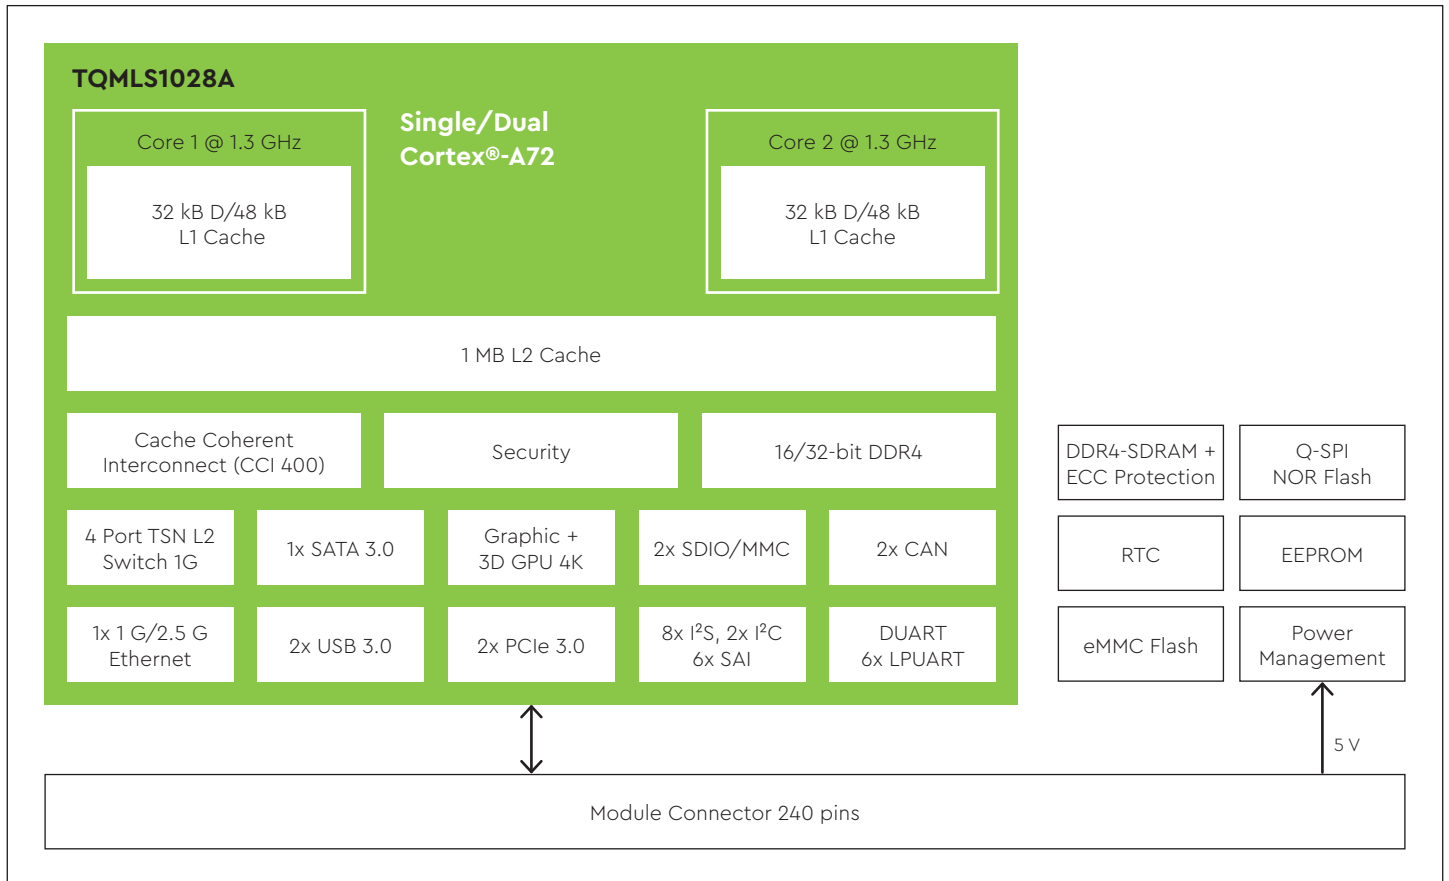 TQMLS1028A
Core 1 @ 1.3 GHz
32 kB D/48 kB
L1 Cache
Single/Dual
Cortex®-A72
Core 2 @ 1.3 GHz
32 kB D/48 kB
L1 Cache
1 MB L2 Cache
Cache Coherent
Interconnect (CCI 400)
Security
16/32-bit DDR4
4 Port TSN L2
Switch 1G
1x SATA 3.0
Graphic +
3D GPU 4K
2x SDIO/MMC
2x CAN
1x 1 G/2.5 G
Ethernet
2x USB 3.0
2x PCIe 3.0
8x I²S, 2x I²C
6x SAI
DUART
6x LPUART
DDR4-SDRAM +
ECC Protection
Q-SPI
NOR Flash
RTC
EEPROM
eMMC Flash
Power
Management
5 V
Module Connector 240 pins